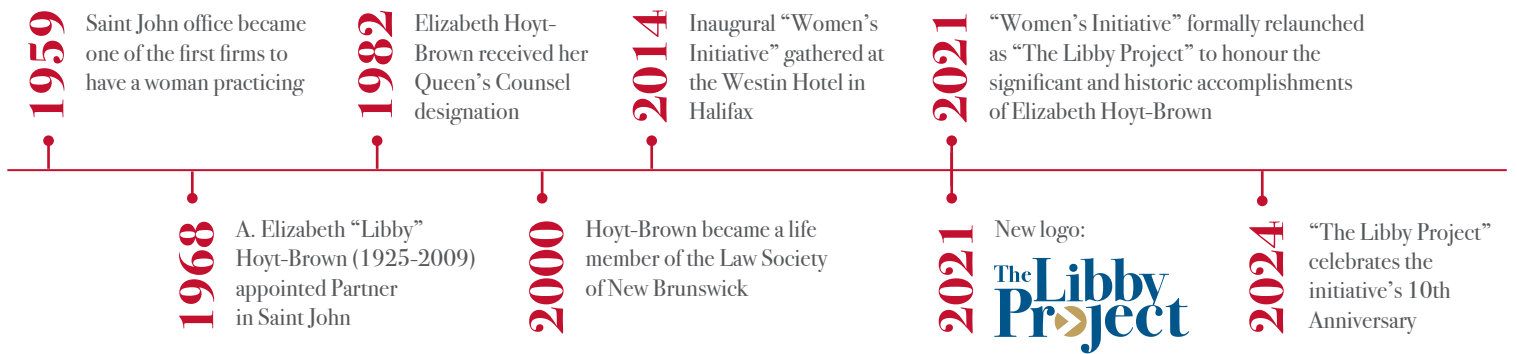 1959
Saint John office became
one of the first firms to
have a woman practicing
1982
Elizabeth Hoyt-
Brown received her
Queen's Counsel
designation
2014
Inaugural “Women’s
Initiative” gathered at
the Westin Hotel in
Halifax
2021
“Women’s Initiative” formally relaunched
as “The Libby Project” to honour the
significant and historic accomplishments
of Elizabeth Hoyt-Brown
1968
A. Elizabeth “Libby”
Hoyt-Brown (1925-2009)
appointed Partner
in Saint John
2000
Hoyt-Brown became a life
member of the Law Society
of New Brunswick
2021
New logo:
The Libby
Project
2024
“The Libby Project”
celebrates the
initiative’s 10th
Anniversary